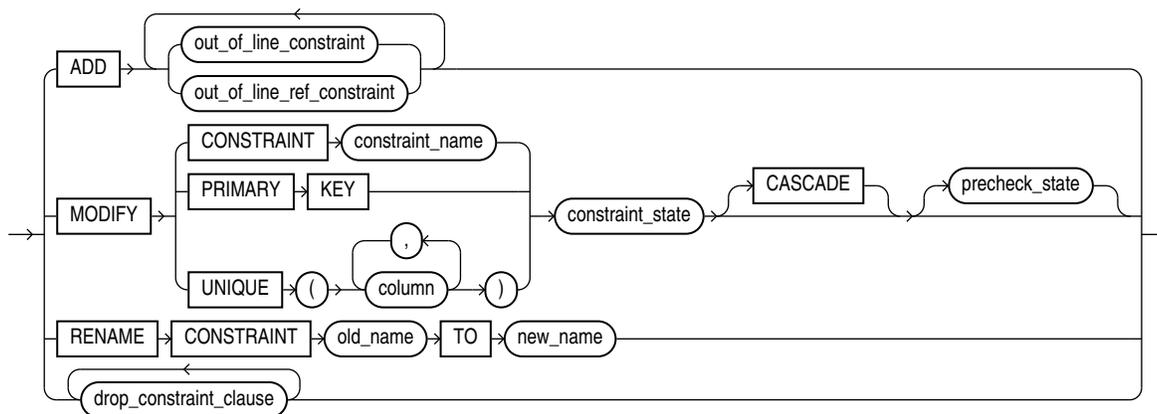 out_of_line_constraint
ADD
out_of_line_ref_constraint
CONSTRAINT constraint_name
CASCADE precheck_state
PRIMARY KEY
MODIFY constraint_state
,
UNIQUE ( column )
RENAME CONSTRAINT old_name TO new_name
drop_constraint_clause